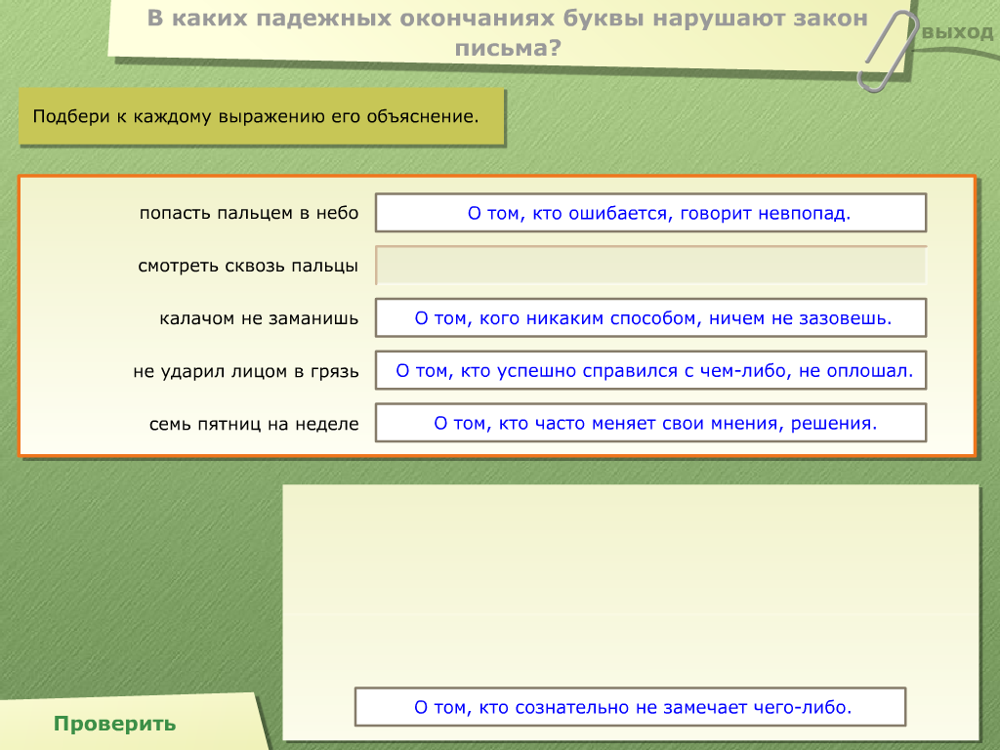 В каких падежных окончаниях буквы нарушают закон
письма?
выход
Подбери к каждому выражению его объяснение.
попасть пальцем в небо
О том, кто ошибается, говорит невпопад.
смотреть сквозь пальцы
калачом не заманишь
О том, кого никаким способом, ничем не зазовешь.
не ударил лицом в грязь
О том, кто успешно справился с чем-либо, не оплошал.
семь пятниц на неделе
О том, кто часто меняет свои мнения, решения.
О том, кто сознательно не замечает чего-либо.
Проверить